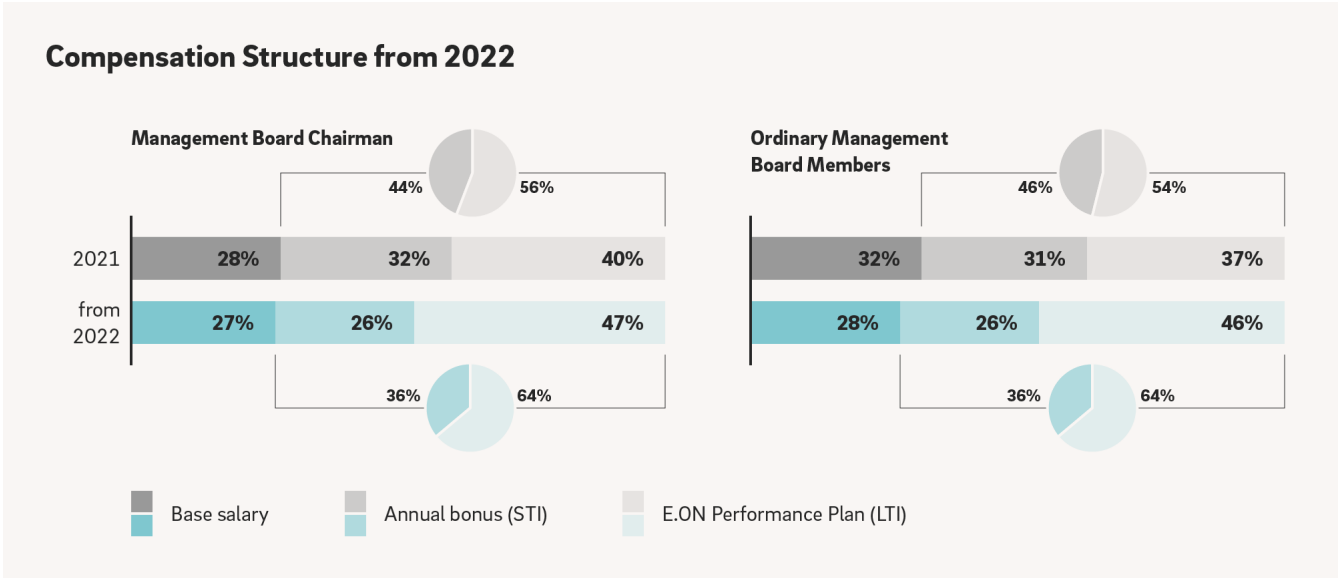 Compensation Structure from 2022
Management Board Chairman
44%
56%
2021
28%
32%
40%
from
2022
27%
26%
47%
36%
64%
Ordinary Management
Board Members
46%
54%
32%
31%
37%
28%
26%
46%
36%
64%
Base salary
Annual bonus (STI)
E.ON Performance Plan (LTI)